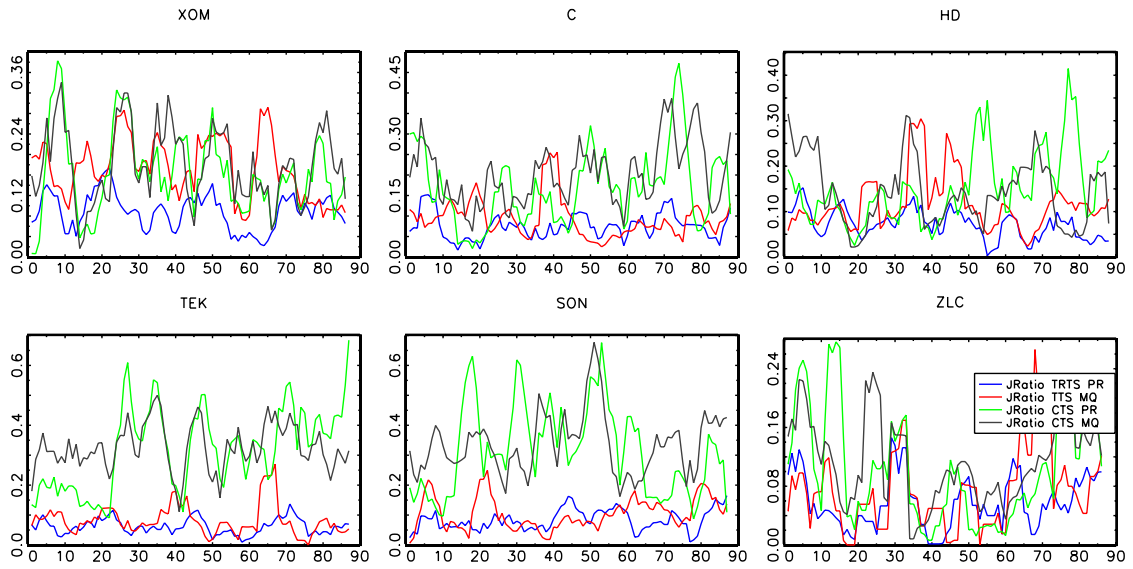 XOM
C
HD
0.00 0.12 0.24 0.36
0 10 20 30 40 50 60 70 80 90
0.00 0.15 0.30 0.45
0 10 20 30 40 50 60 70 80 90
0.00 0.10 0.20 0.30 0.40
0 10 20 30 40 50 60 70 80 90
TEK
SON
ZLC
0.0 0.2 0.4 0.6
0 10 20 30 40 50 60 70 80 90
0.0 0.2 0.4 0.6
0 10 20 30 40 50 60 70 80 90
0.00 0.08 0.16 0.24
0 10 20 30 40 50 60 70 80 90
JRatio TRTS PR
JRatio TTS MQ
JRatio CTS PR
JRatio CTS MQ